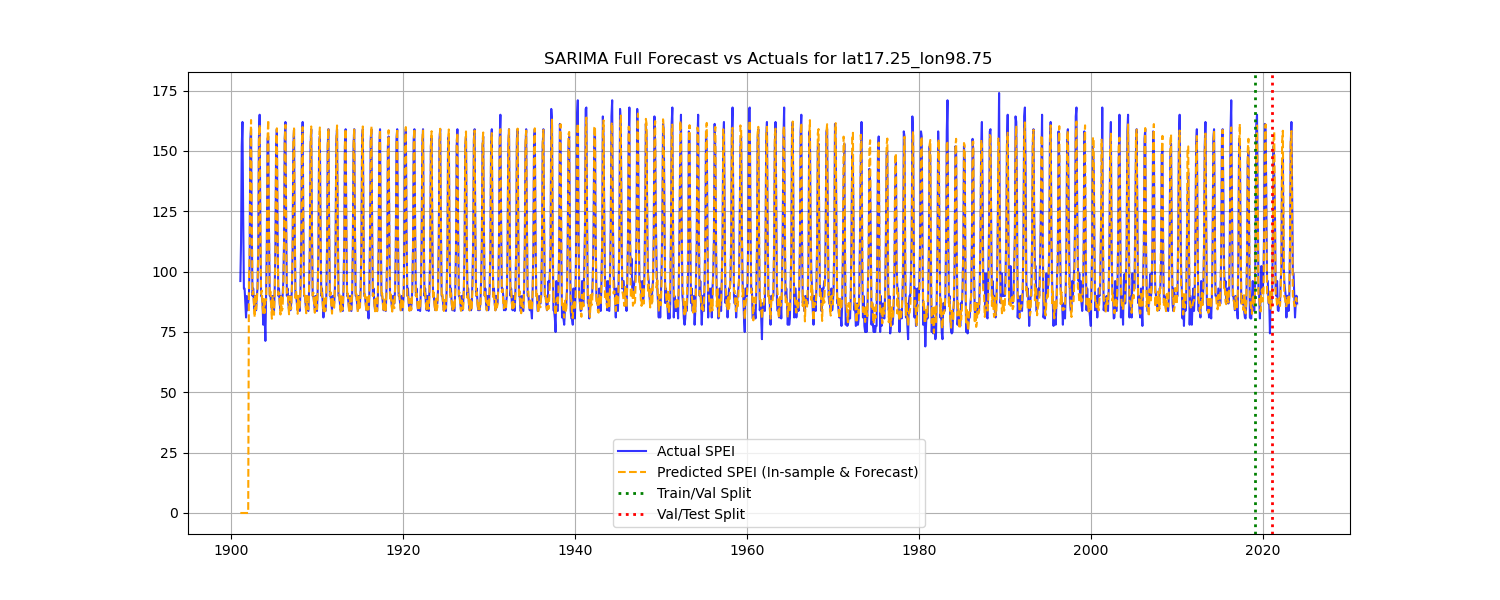 SARIMA Full Forecast vs Actuals for lat17.25_lon98.75
175
150
125
100
75
50
25
0
Actual SPEI
Predicted SPEI (In-sample & Forecast)
Train/Val Split
Val/Test Split
1900 1920 1940 1960 1980 2000 2020